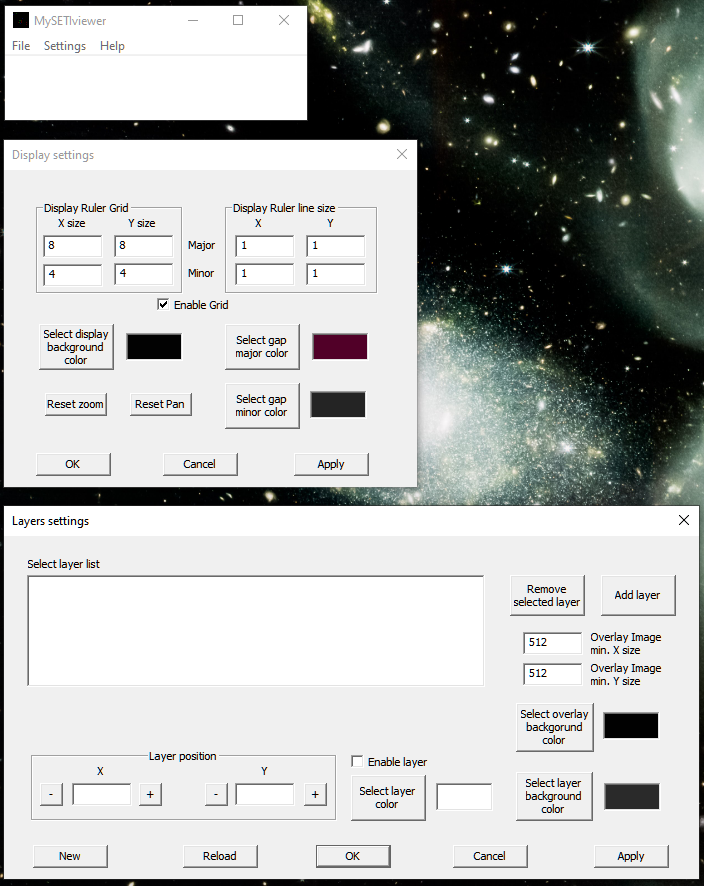 MySETIviewer
File Settings Help
Display settings
Display Ruler Grid
X size Y size
Display Ruler line size
X Y
8 8 Major 1 1
4 4 Minor 1 1
Enable Grid
Select display
background
color
Select gap
major color
Reset zoom Reset Pan
Select gap
minor color
OK Cancel Apply
Layers settings
Select layer list
Remove
selected layer
Add layer
512 Overlay Image
min. X size
512 Overlay Image
min. Y size
Select overlay
backgorund
color
Layer position
X Y
- + - +
Enable layer
Select layer
color
Select layer
background
color
New Reload OK Cancel Apply